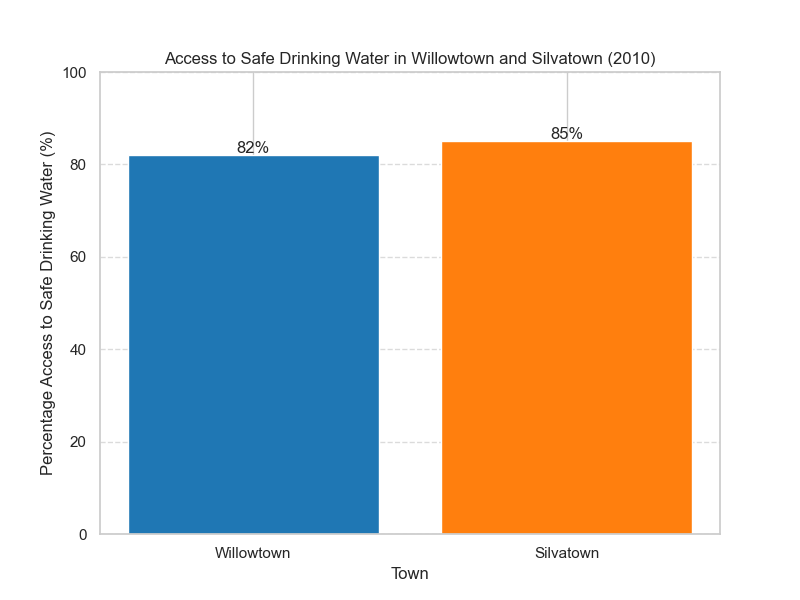 Access to Safe Drinking Water in Willowtown and Silvatown (2010)
Percentage Access to Safe Drinking Water (%)
100
80
60
40
20
0
82%
85%
Willowtown
Silvatown
Town